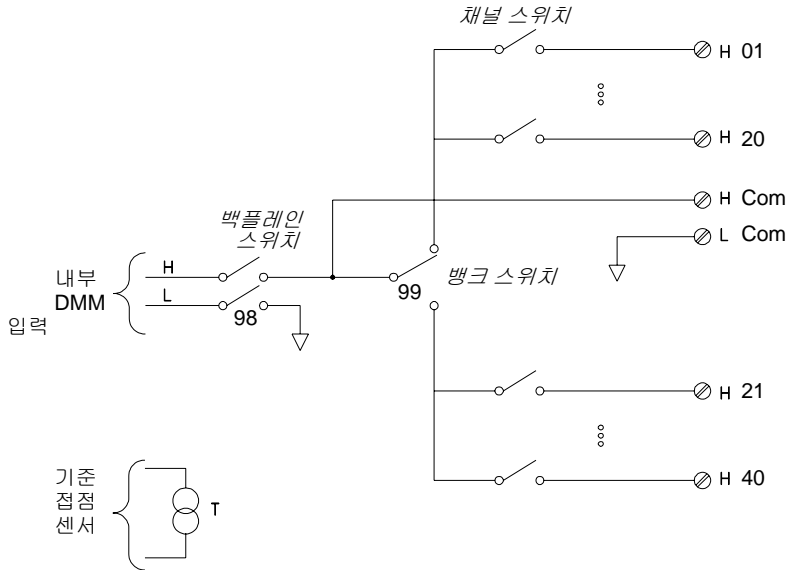 채널 스위치
H 01
H 20
H Com
L Com
백플레인
스위치
H
L
내부
DMM
입력
98
99
뱅크 스위치
H 21
H 40
기준
접점
센서
T